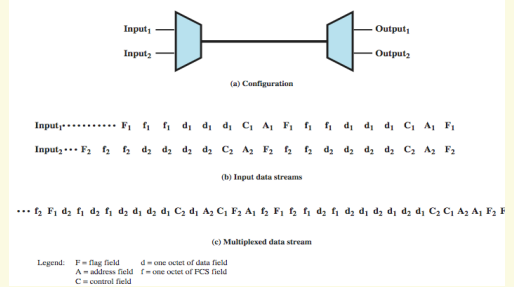 Input₁ Output₁
Input₂ Output₂
(a) Configuration
Input₁ ··········· F₁ f₁ f₁ d₁ d₁ d₁ C₁ A₁ F₁ f₁ f₁ d₁ d₁ d₁ C₁ A₁ F₁
Input₂ ··· F₂ f₂ f₂ d₂ d₂ d₂ d₂ C₂ A₂ F₂ f₂ f₂ d₂ d₂ d₂ d₂ C₂ A₂ F₂
(b) Input data streams
··· f₂ F₁ d₂ f₁ d₂ f₁ d₂ d₁ d₂ d₁ C₂ d₁ A₂ C₁ F₂ A₁ f₂ F₁ f₂ f₁ d₂ f₁ d₂ d₁ d₂ d₁ d₂ d₁ C₂ C₁ A₂ A₁ F₂ F
(c) Multiplexed data stream
Legend: F = flag field d = one octet of data field
A = address field f = one octet of FCS field
C = control field